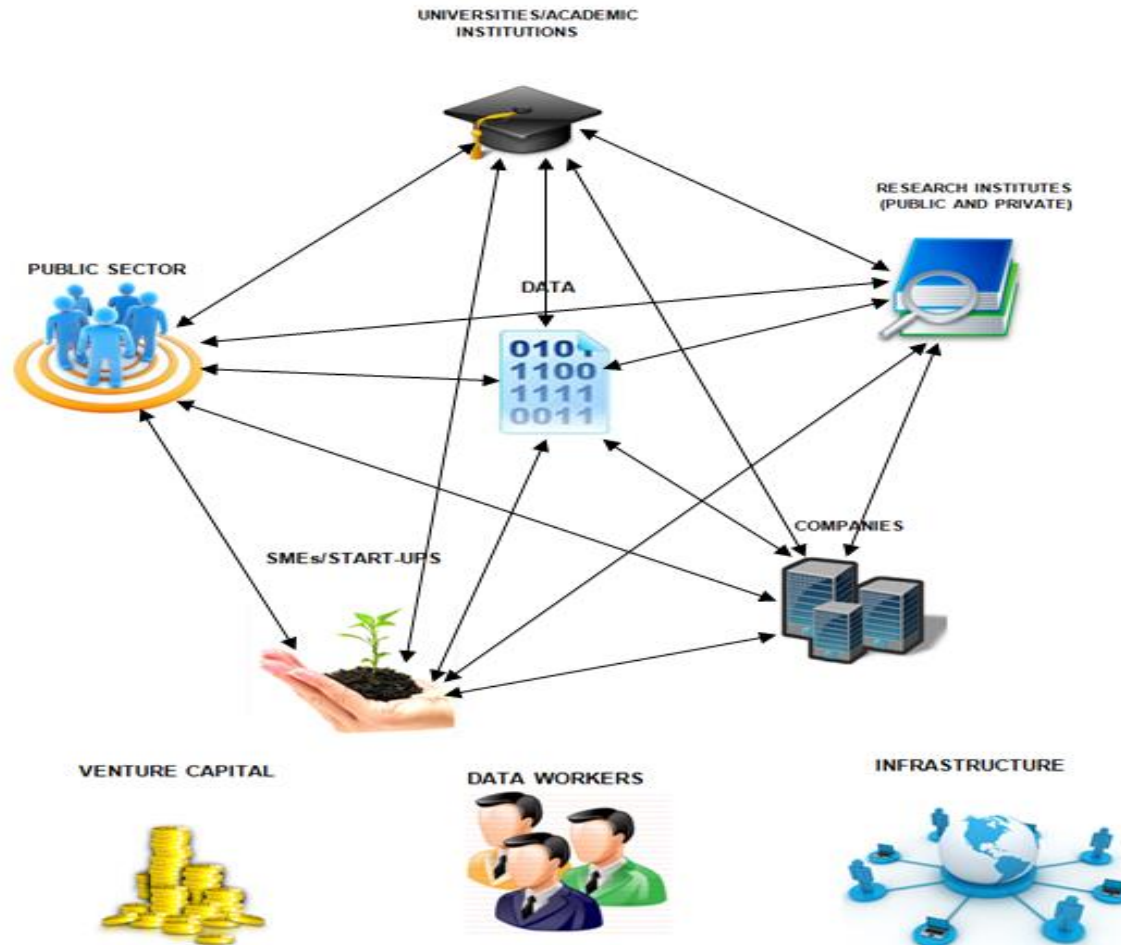 UNIVERSITIES/ACADEMIC
INSTITUTIONS
RESEARCH INSTITUTES
(PUBLIC AND PRIVATE)
PUBLIC SECTOR
DATA
0101
1100
1111
0011
COMPANIES
SMEs/START-UPS
VENTURE CAPITAL
DATA WORKERS
INFRASTRUCTURE